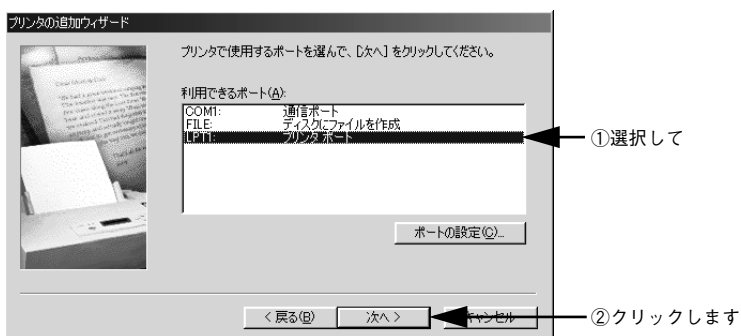 プリンタの追加ウィザード
プリンタで使用するポートを選んで、[次へ] をクリックしてください。
利用できるポート(A):
COM1: 通信ポート
FILE: ディスクにファイルを作成
LPT1: プリンタ ポート
①選択して
ポートの設定(C)...
< 戻る(B) 次へ > キャンセル
②クリックします